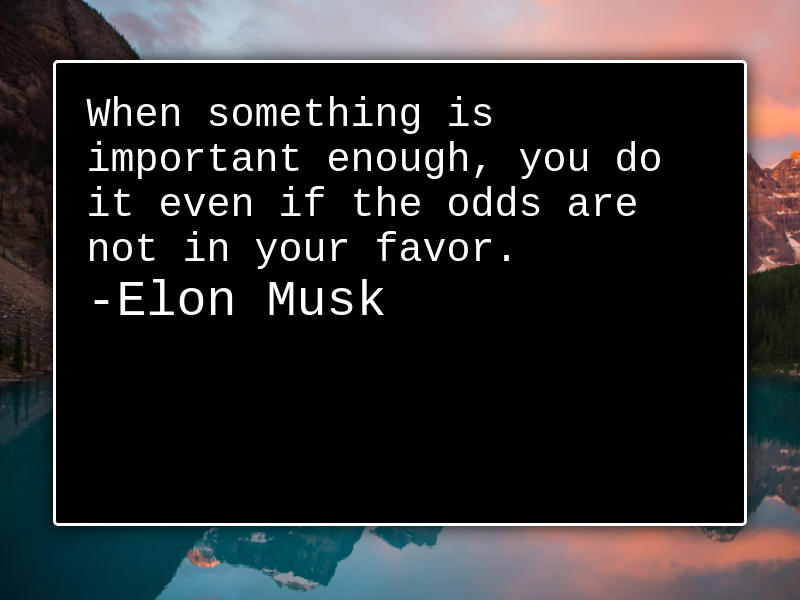 When something is
important enough, you do
it even if the odds are
not in your favor.
-Elon Musk